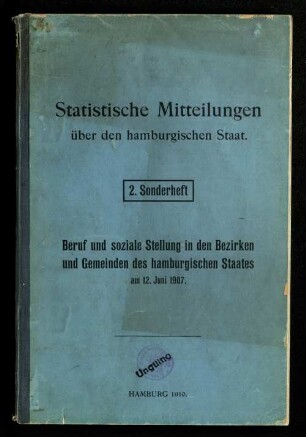 Statistische Mitteilungen
über den hamburgischen Staat.
2. Sonderheft
Beruf und soziale Stellung in den Bezirken
und Gemeinden des hamburgischen Staates
am 12. Juni 1907.
Ungültig
HAMBURG 1910.